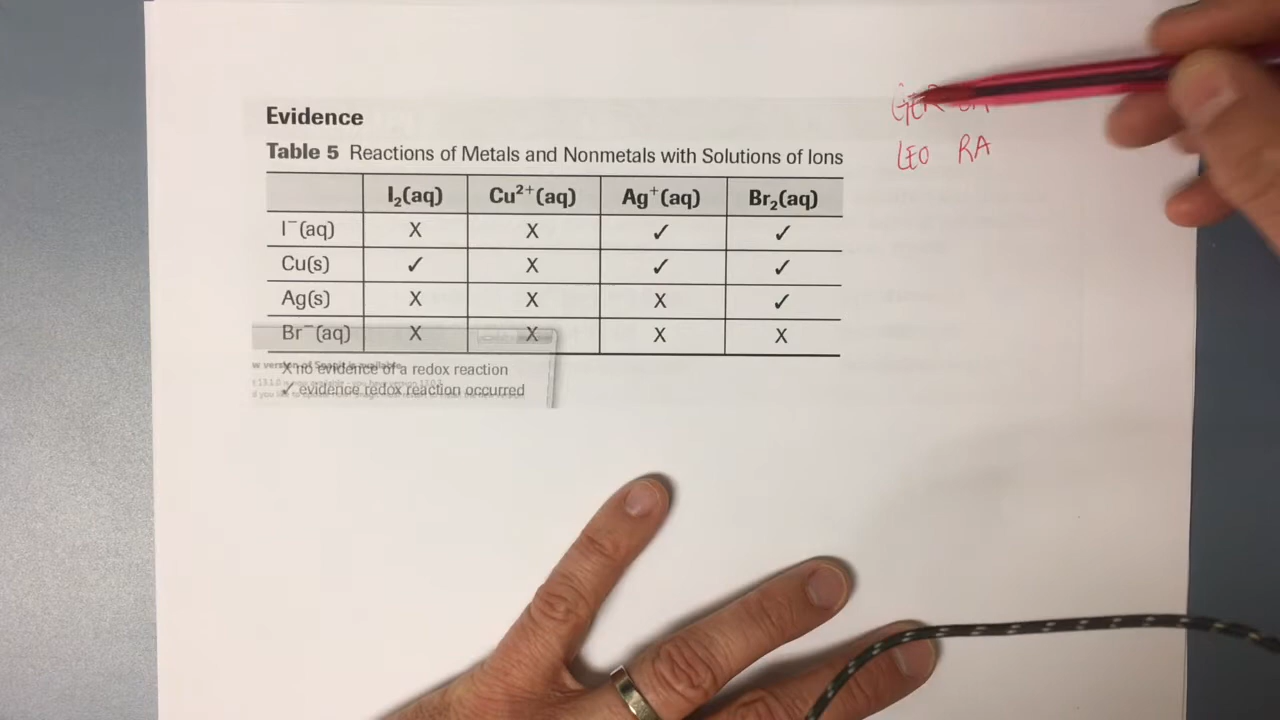 Evidence
Table 5 Reactions of Metals and Nonmetals with Solutions of Ions
I₂(aq) Cu²⁺(aq) Ag⁺(aq) Br₂(aq)
I⁻(aq) X X ✓ ✓
Cu(s) ✓ X ✓ ✓
Ag(s) X X X ✓
Br⁻(aq) X X X X
X no evidence of a redox reaction
✓ evidence redox reaction occurred
GER
LEO RA